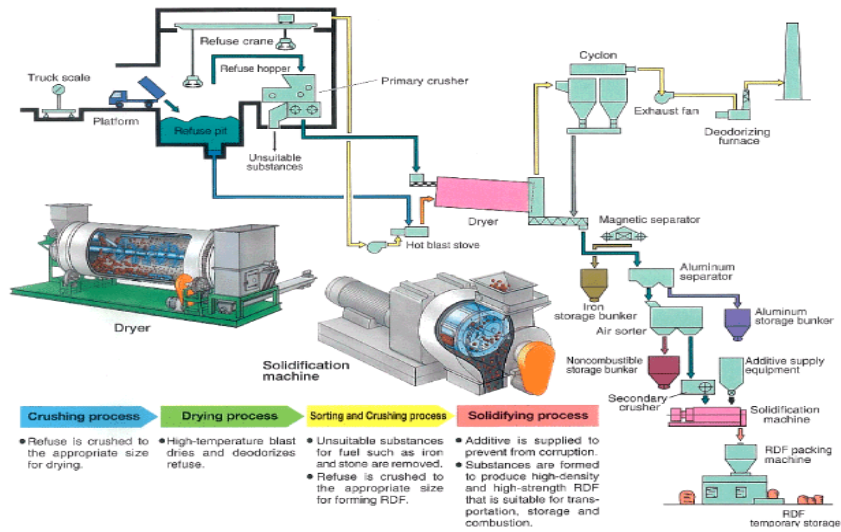 Refuse crane
Refuse hopper
Truck scale
Primary crusher
Platform
Refuse pit
Unsuitable
substances
Cyclon
Exhaust fan
Deodorizing
furnace
Dryer
Hot blast stove
Magnetic separator
Iron
storage bunker
Aluminum
separator
Aluminum
storage bunker
Air sorter
Noncombustible
storage bunker
Additive supply
equipment
Secondary
crusher
Solidification
machine
RDF packing
machine
RDF
temporary storage
Dryer
Solidification
machine
Crushing process
• Refuse is crushed to
the appropriate size
for drying.
Drying process
• High-temperature blast
dries and deodorizes
refuse.
Sorting and Crushing process
• Unsuitable substances
for fuel such as iron
and stone are removed.
• Refuse is crushed to
the appropriate size
for forming RDF.
Solidifying process
• Additive is supplied to
prevent from corruption.
• Substances are formed
to produce high-density
and high-strength RDF
that is suitable for trans-
portation, storage and
combustion.